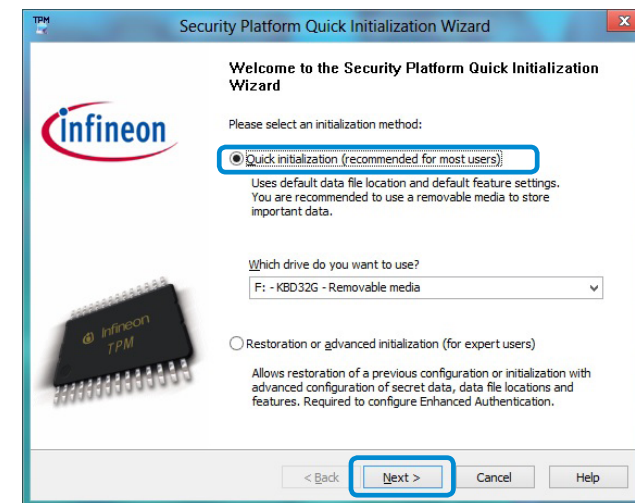 TPM
Security Platform Quick Initialization Wizard
x
Welcome to the Security Platform Quick Initialization
Wizard
infineon
Please select an initialization method:
Quick initialization (recommended for most users)
Uses default data file location and default feature settings.
You are recommended to use a removable media to store
important data.
Which drive do you want to use?
F: - KBD32G - Removable media
Infineon
TPM
Restoration or advanced initialization (for expert users)
Allows restoration of a previous configuration or initialization with
advanced configuration of secret data, data file locations and
features. Required to configure Enhanced Authentication.
< Back
Next >
Cancel
Help